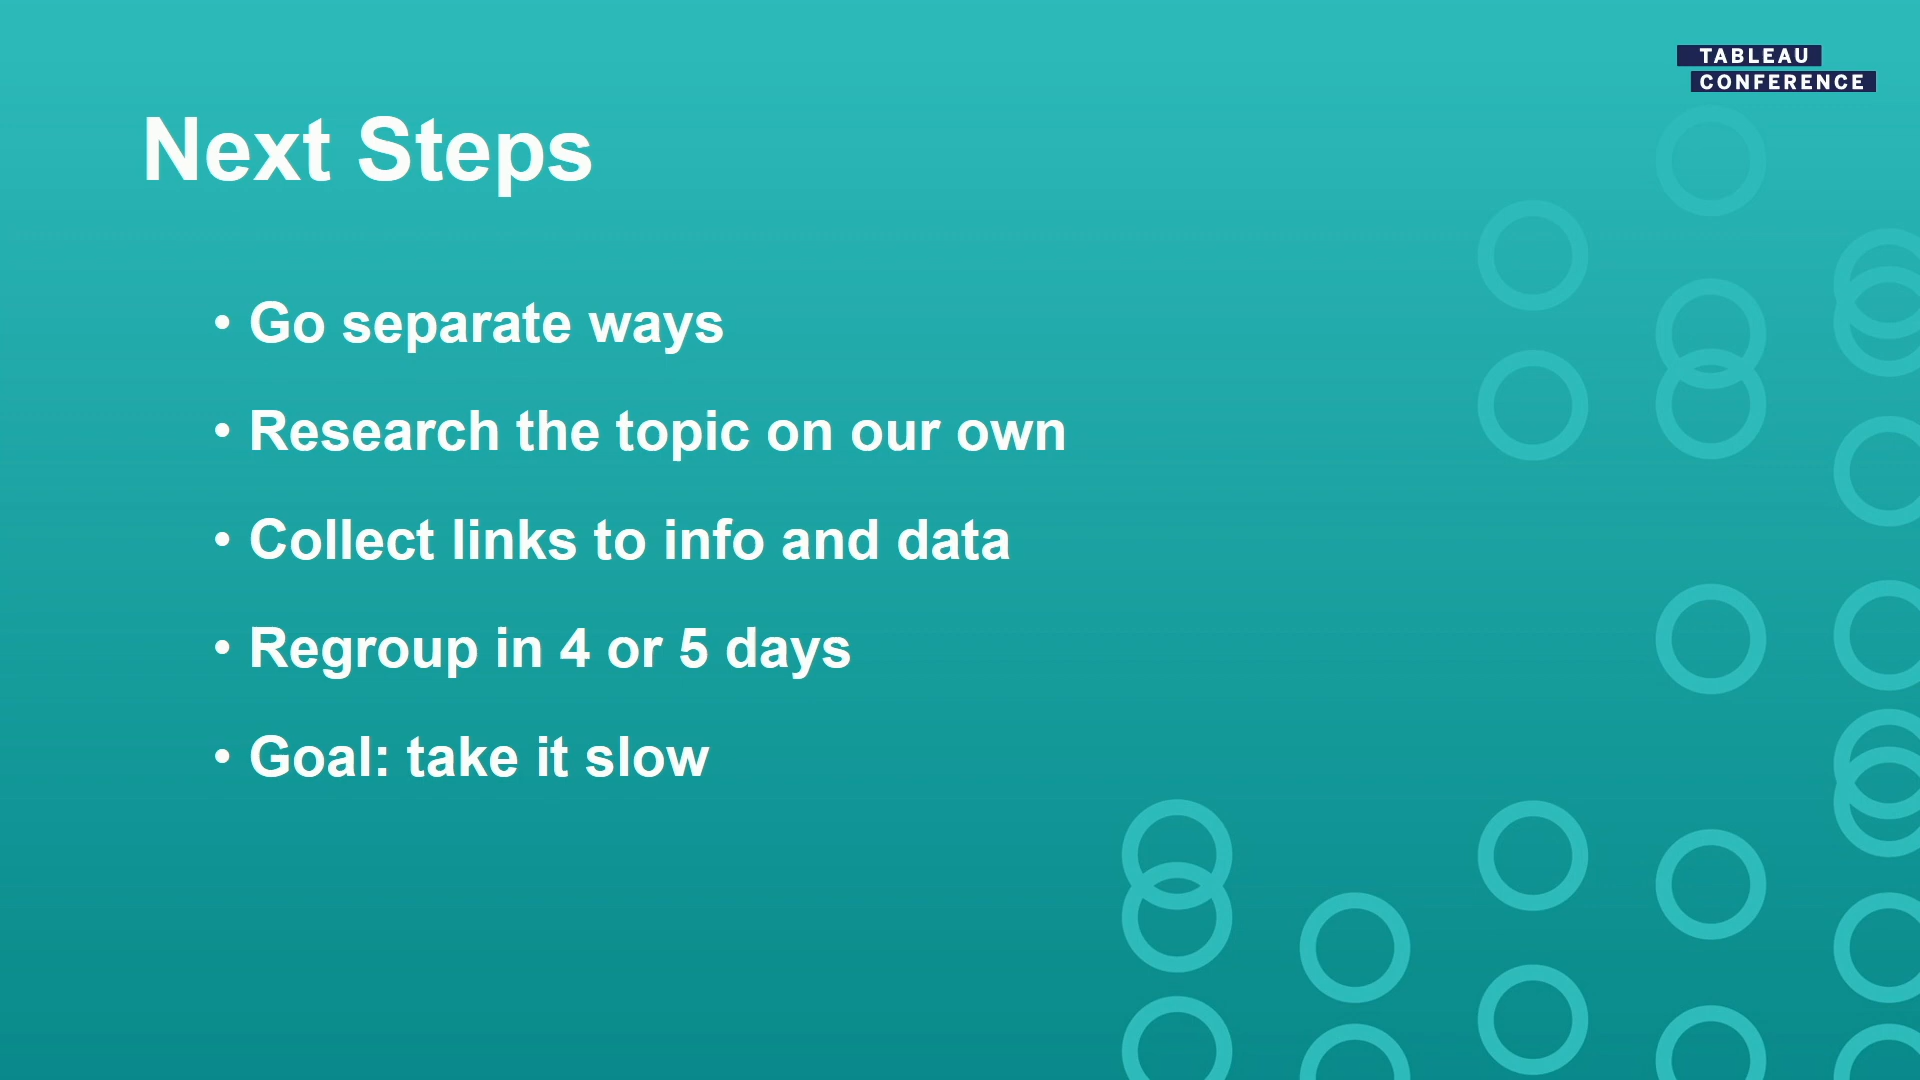 TABLEAU
CONFERENCE
Next Steps
• Go separate ways
• Research the topic on our own
• Collect links to info and data
• Regroup in 4 or 5 days
• Goal: take it slow